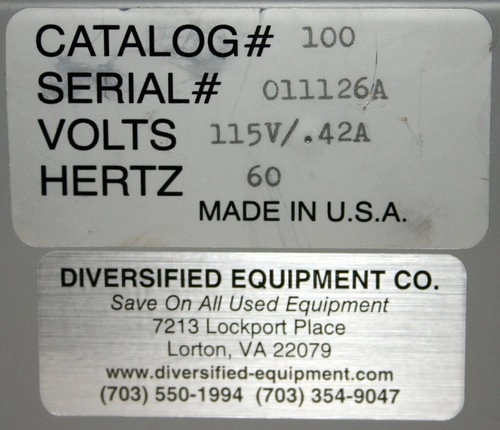 CATALOG# 100
SERIAL# 011126A
VOLTS 115V/.42A
HERTZ 60
MADE IN U.S.A.
DIVERSIFIED EQUIPMENT CO.
Save On All Used Equipment
7213 Lockport Place
Lorton, VA 22079
www.diversified-equipment.com
(703) 550-1994 (703) 354-9047